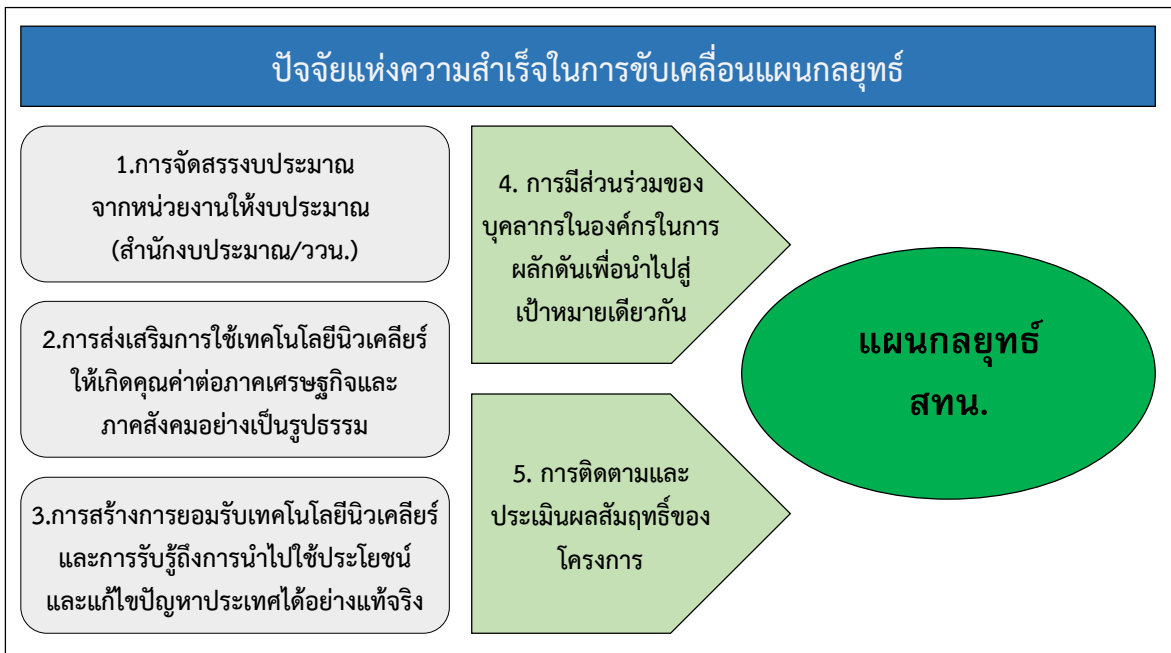 ปัจจัยแห่งความสำเร็จในการขับเคลื่อนแผนกลยุทธ์
1.การจัดสรรงบประมาณ
จากหน่วยงานให้งบประมาณ
(สำนักงบประมาณ/ววน.)
2.การส่งเสริมการใช้เทคโนโลยีนิวเคลียร์
ให้เกิดคุณค่าต่อภาคเศรษฐกิจและ
ภาคสังคมอย่างเป็นรูปธรรม
3.การสร้างการยอมรับเทคโนโลยีนิวเคลียร์
และการรับรู้ถึงการนำไปใช้ประโยชน์
และแก้ไขปัญหาประเทศได้อย่างแท้จริง
4. การมีส่วนร่วมของ
บุคลากรในองค์กรในการ
ผลักดันเพื่อนำไปสู่
เป้าหมายเดียวกัน
5. การติดตามและ
ประเมินผลสัมฤทธิ์ของ
โครงการ
แผนกลยุทธ์
สทน.